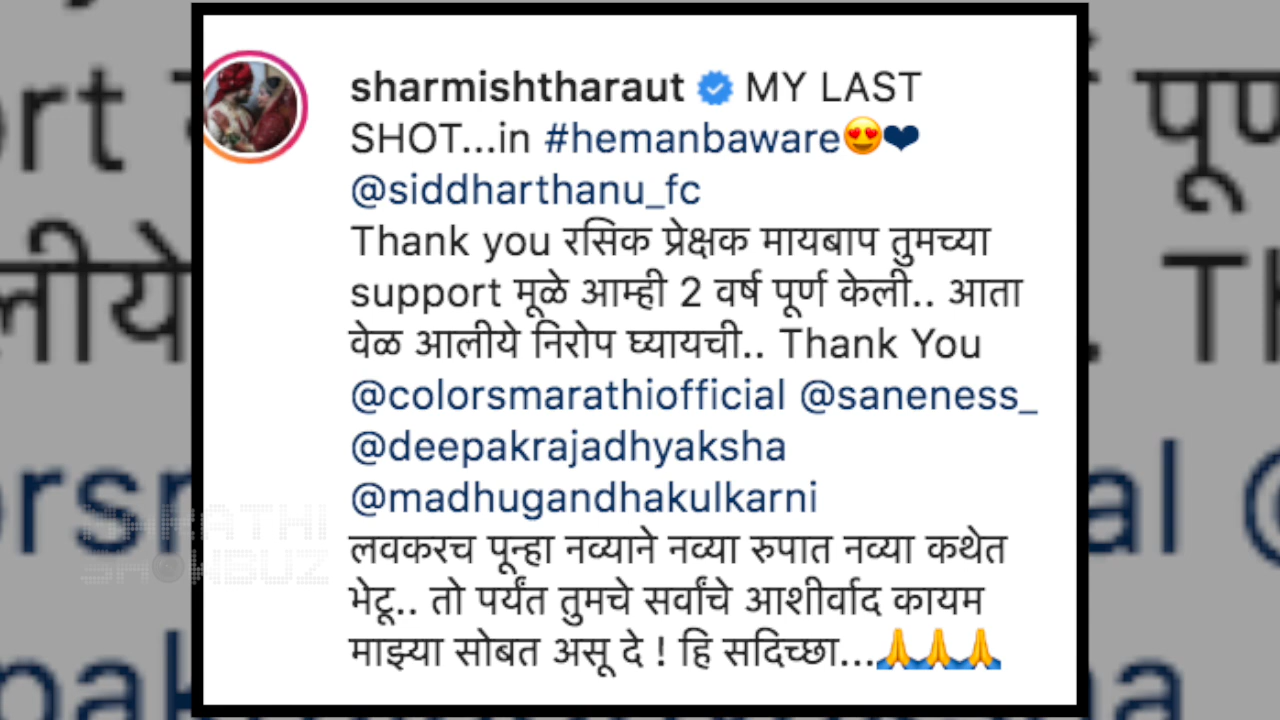 sharmishtharaut MY LAST
SHOT...in #hemanbaware😍💙
@siddharthanu_fc
Thank you रसिक प्रेक्षक मायबाप तुमच्या
support मूळे आम्ही 2 वर्ष पूर्ण केली.. आता
वेळ आलीये निरोप घ्यायची.. Thank You
@colorsmarathiofficial @saneness_
@deepakrajadhyaksha
@madhugandhakulkarni
लवकरच पून्हा नव्याने नव्या रुपात नव्या कथेत
भेटू.. तो पर्यंत तुमचे सर्वांचे आशीर्वाद कायम
माझ्या सोबत असू दे ! हि सदिच्छा...🙏🙏🙏